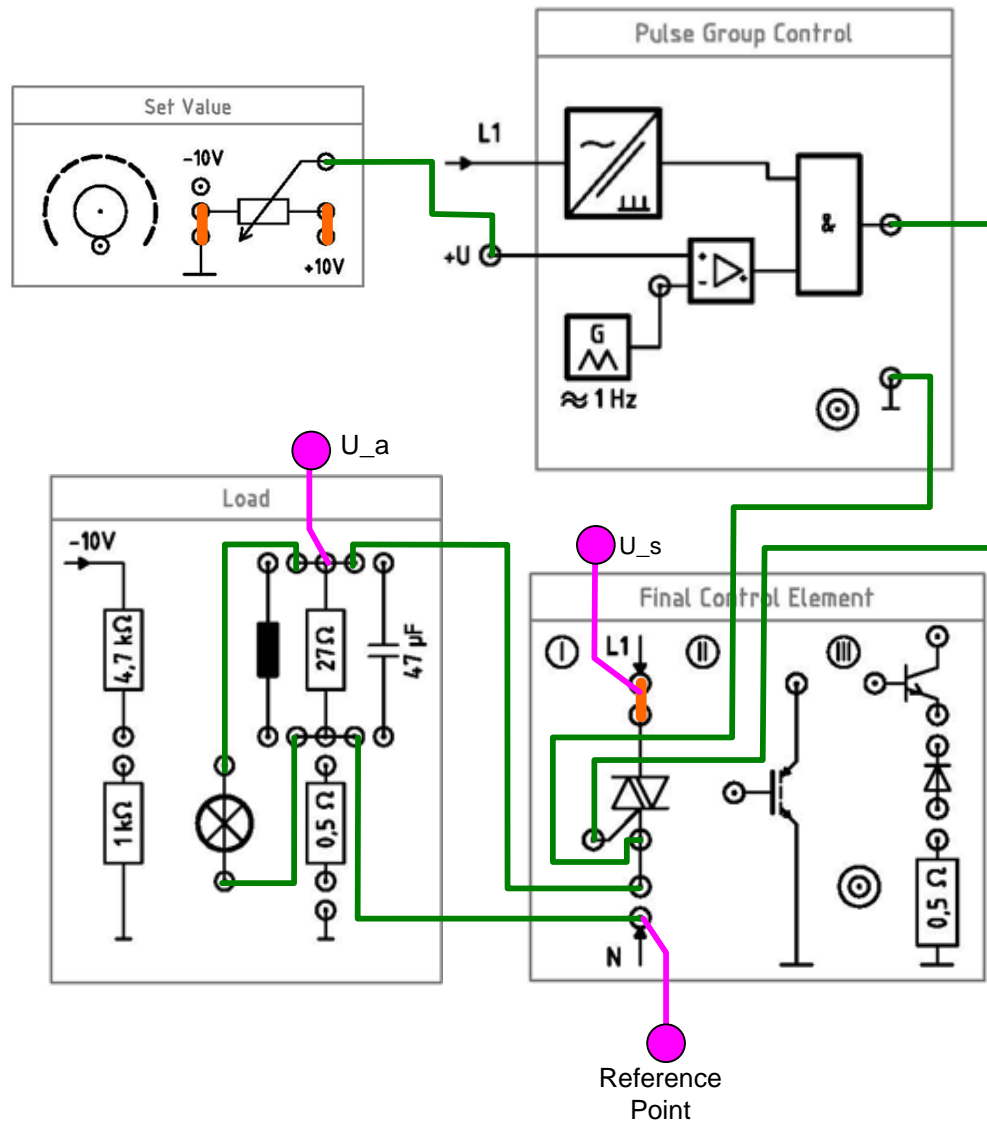 Pulse Group Control
L1
&
+U
+
-
+
G
≈ 1 Hz
Set Value
-10V
+10V
U_a
Load
-10V
4,7 kΩ
27 Ω
47 µF
1 kΩ
0,5 Ω
U_s
Final Control Element
I
L1
II
III
0,5 Ω
N
Reference
Point